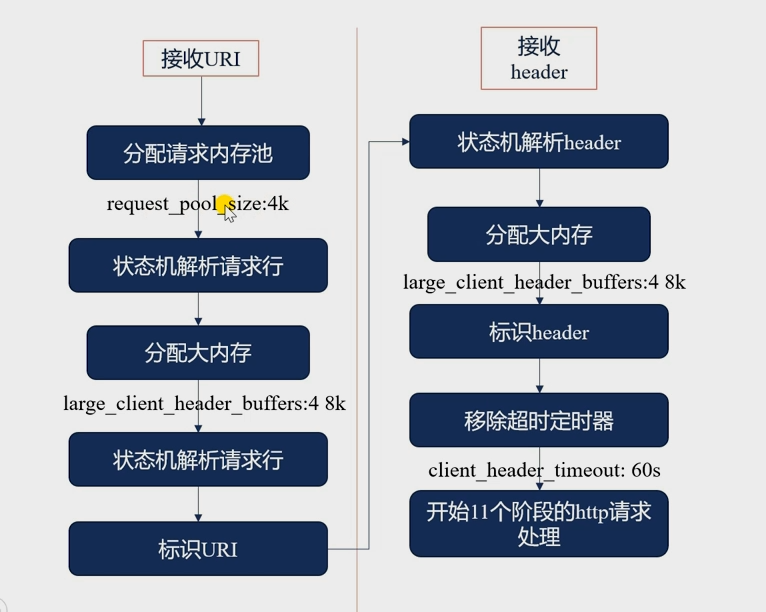 接收URI
分配请求内存池
request_pool_size:4k
状态机解析请求行
分配大内存
large_client_header_buffers:4 8k
状态机解析请求行
标识URI
接收
header
状态机解析header
分配大内存
large_client_header_buffers:4 8k
标识header
移除超时定时器
client_header_timeout: 60s
开始11个阶段的http请求
处理